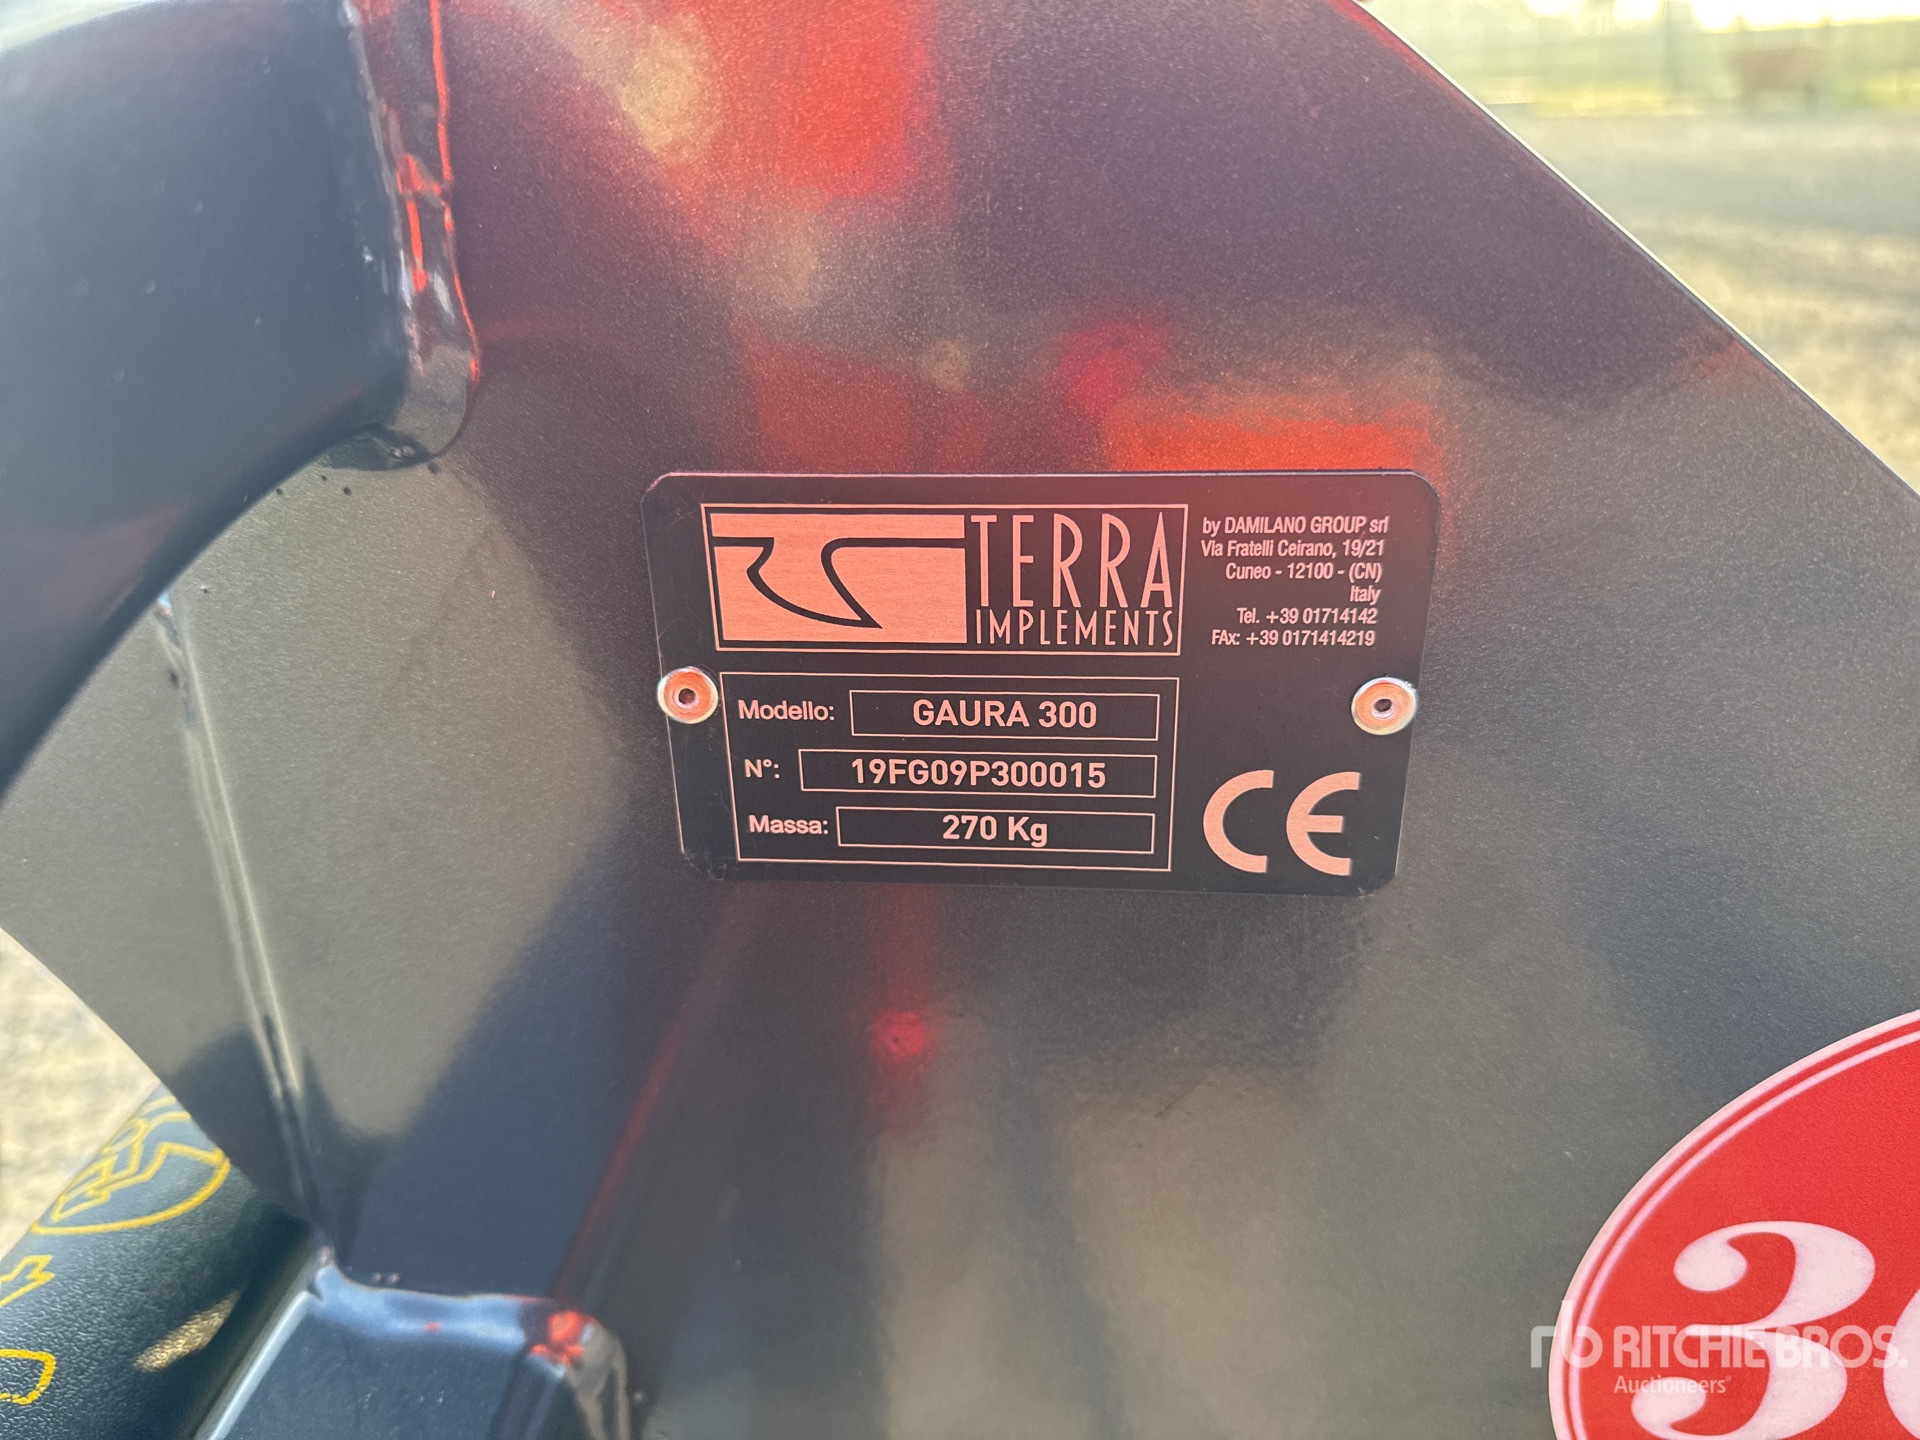 TERRA
IMPLEMENTS
by DAMILANO GROUP srl
Via Fratelli Ceirano, 19/21
Cuneo - 12100 - (CN)
Italy
Tel. +39 01714142
FAx: +39 0171414219
Modello: GAURA 300
N°: 19FG09P300015
Massa: 270 Kg
CE
RITCHIE BROS.
Auctioneers